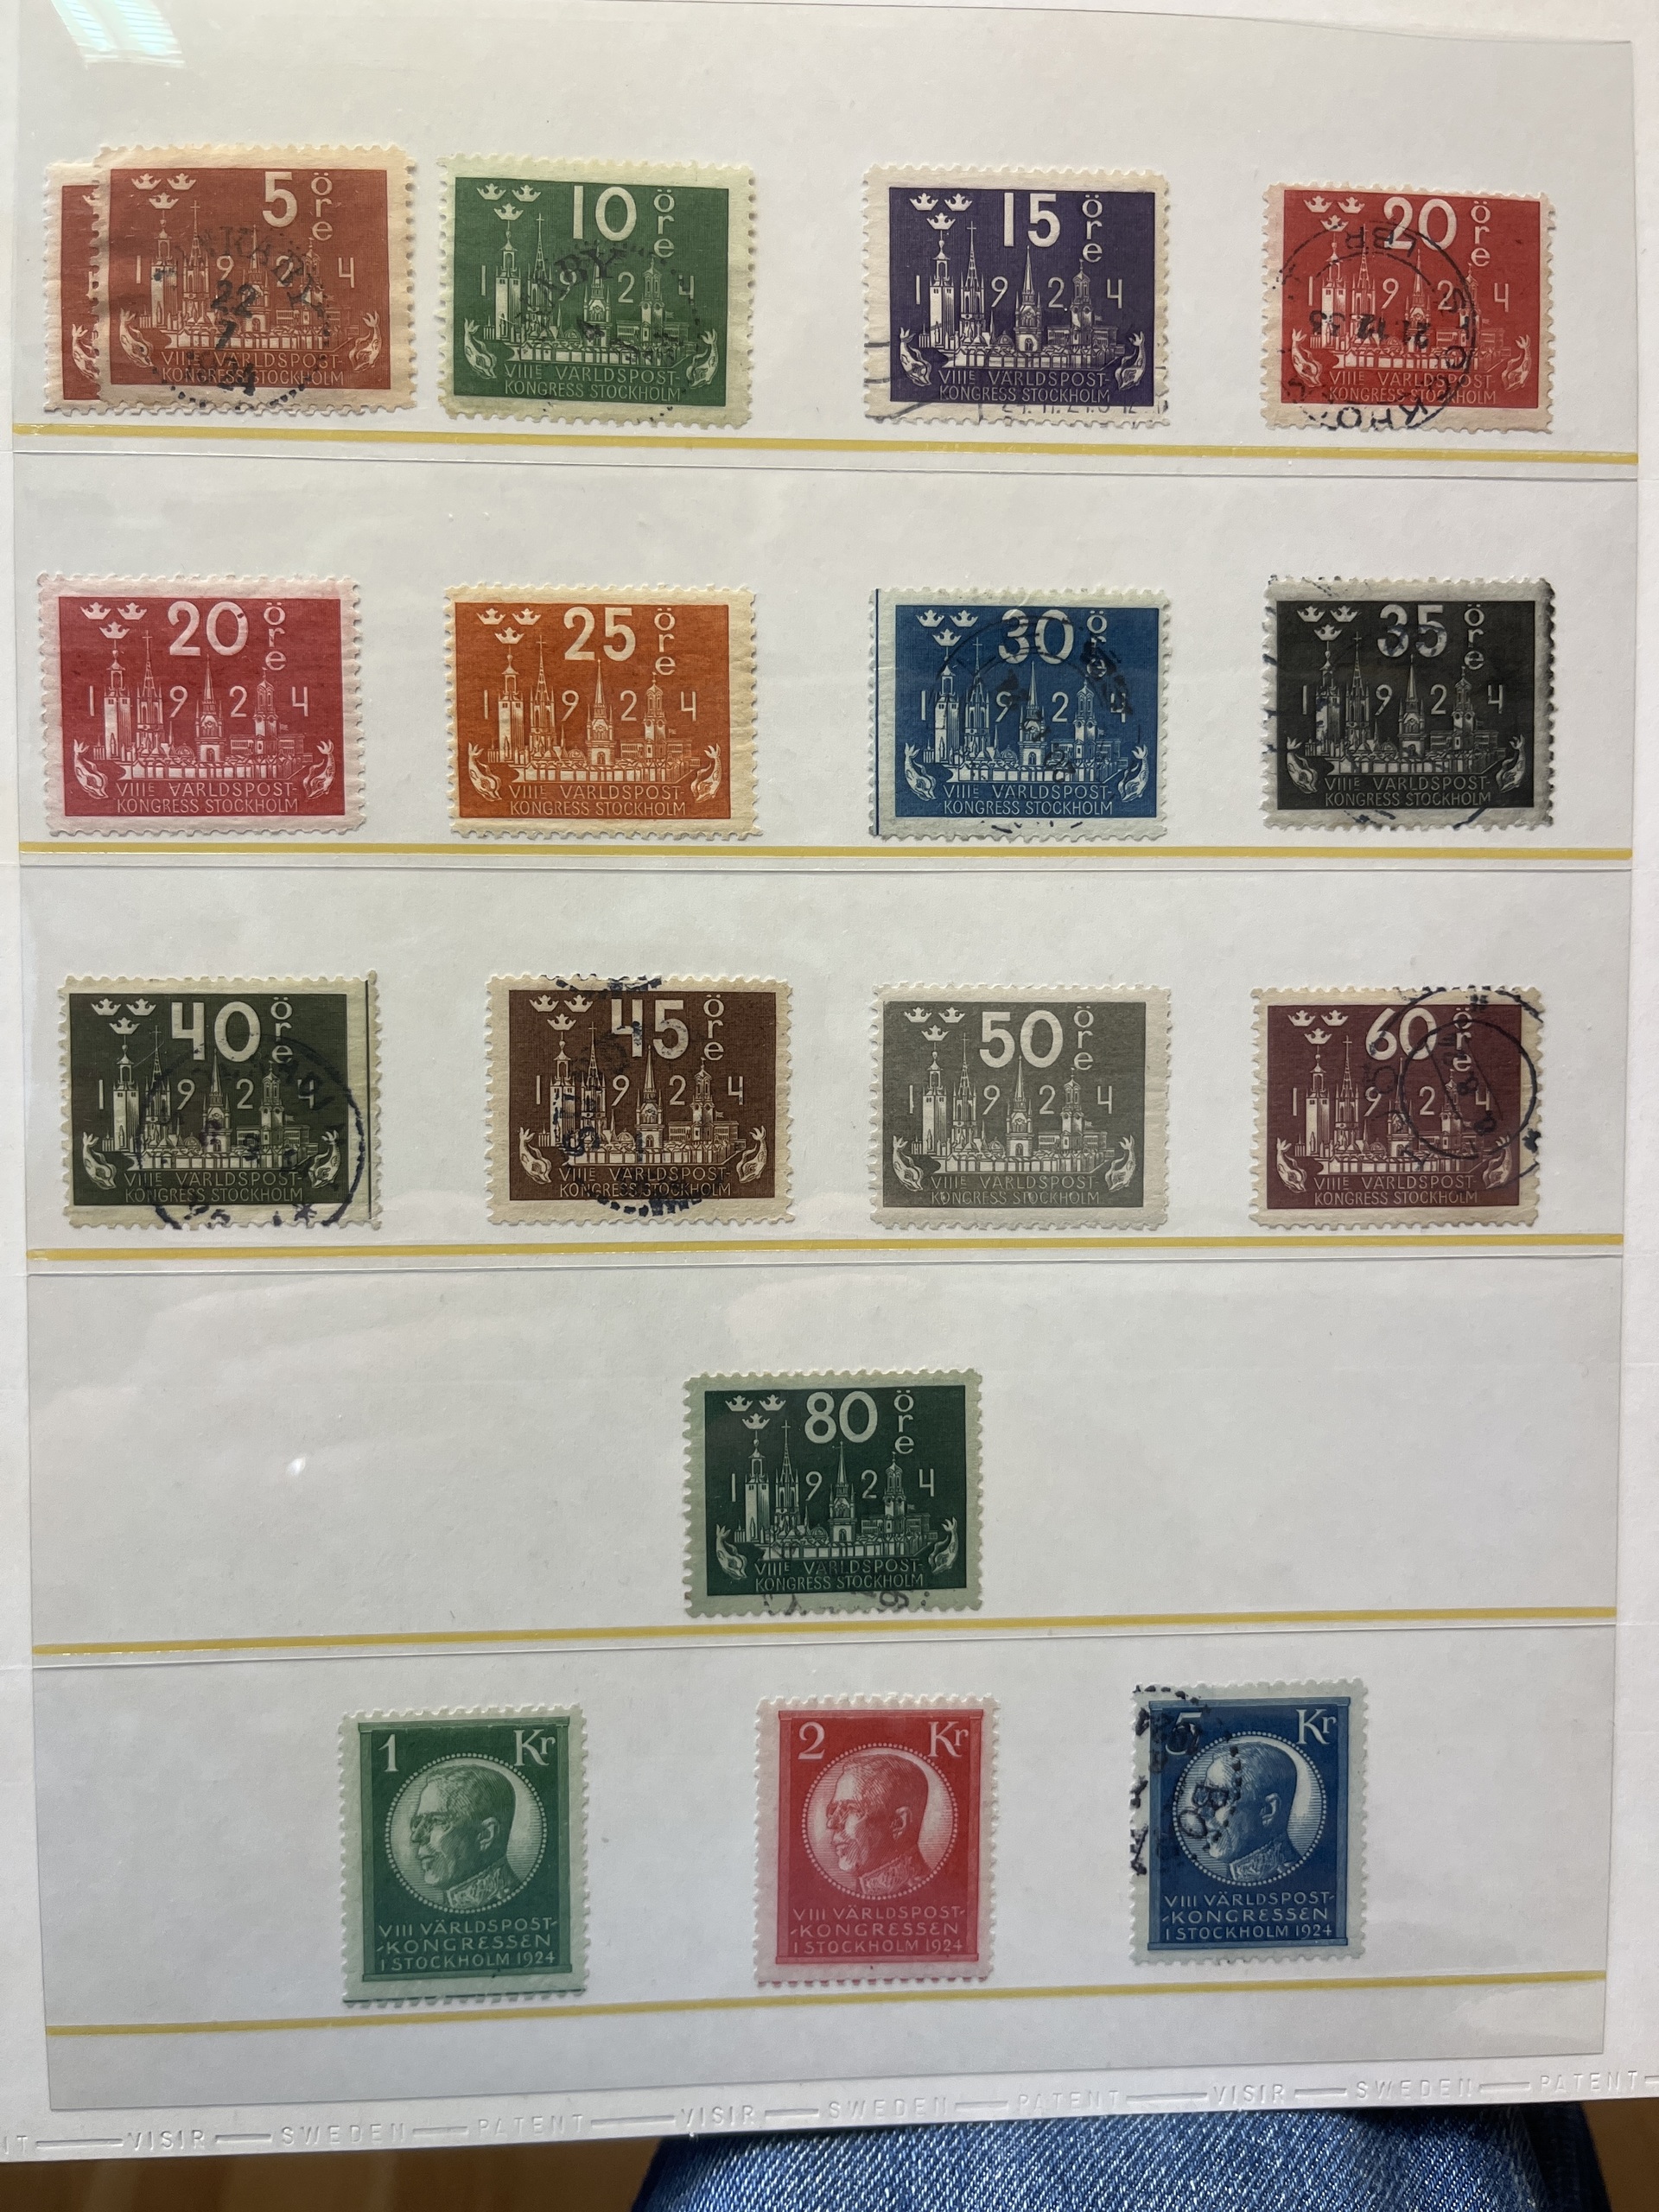 5 öre
1924
VIIIE VÄRLDSPOST-
KONGRESS STOCKHOLM
22
7
10 öre
1924
VIIIE VÄRLDSPOST-
KONGRESS STOCKHOLM
15 öre
1924
VIIIE VÄRLDSPOST-
KONGRESS STOCKHOLM
20 öre
1924
VIIIE VÄRLDSPOST-
KONGRESS STOCKHOLM
20 öre
1924
VIIIE VÄRLDSPOST-
KONGRESS STOCKHOLM
25 öre
1924
VIIIE VÄRLDSPOST-
KONGRESS STOCKHOLM
30 öre
1924
VIIIE VÄRLDSPOST-
KONGRESS STOCKHOLM
35 öre
1924
VIIIE VÄRLDSPOST-
KONGRESS STOCKHOLM
40 öre
1924
VIIIE VÄRLDSPOST-
KONGRESS STOCKHOLM
45 öre
1924
VIIIE VÄRLDSPOST-
KONGRESS STOCKHOLM
50 öre
1924
VIIIE VÄRLDSPOST-
KONGRESS STOCKHOLM
60 öre
1924
VIIIE VÄRLDSPOST-
KONGRESS STOCKHOLM
80 öre
1924
VIIIE VÄRLDSPOST-
KONGRESS STOCKHOLM
1 Kr
VIII VÄRLDSPOST-
-KONGRESSEN
I STOCKHOLM 1924
2 Kr
VIII VÄRLDSPOST-
-KONGRESSEN
I STOCKHOLM 1924
5 Kr
VIII VÄRLDSPOST-
-KONGRESSEN
I STOCKHOLM 1924
VISIR SWEDEN PATENT VISIR SWEDEN PATENT VISIR SWEDEN PATENT